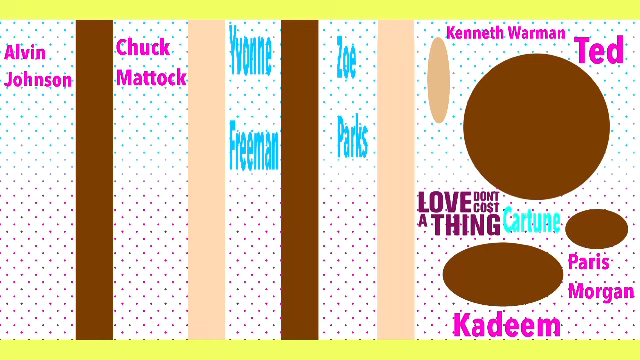 Alvin
Johnson
Chuck
Mattock
Yvonne
Freeman
Zoe
Parks
Kenneth Warman
Ted
LOVE DONT
COST
A THING
Cartune
Paris
Morgan
Kadeem